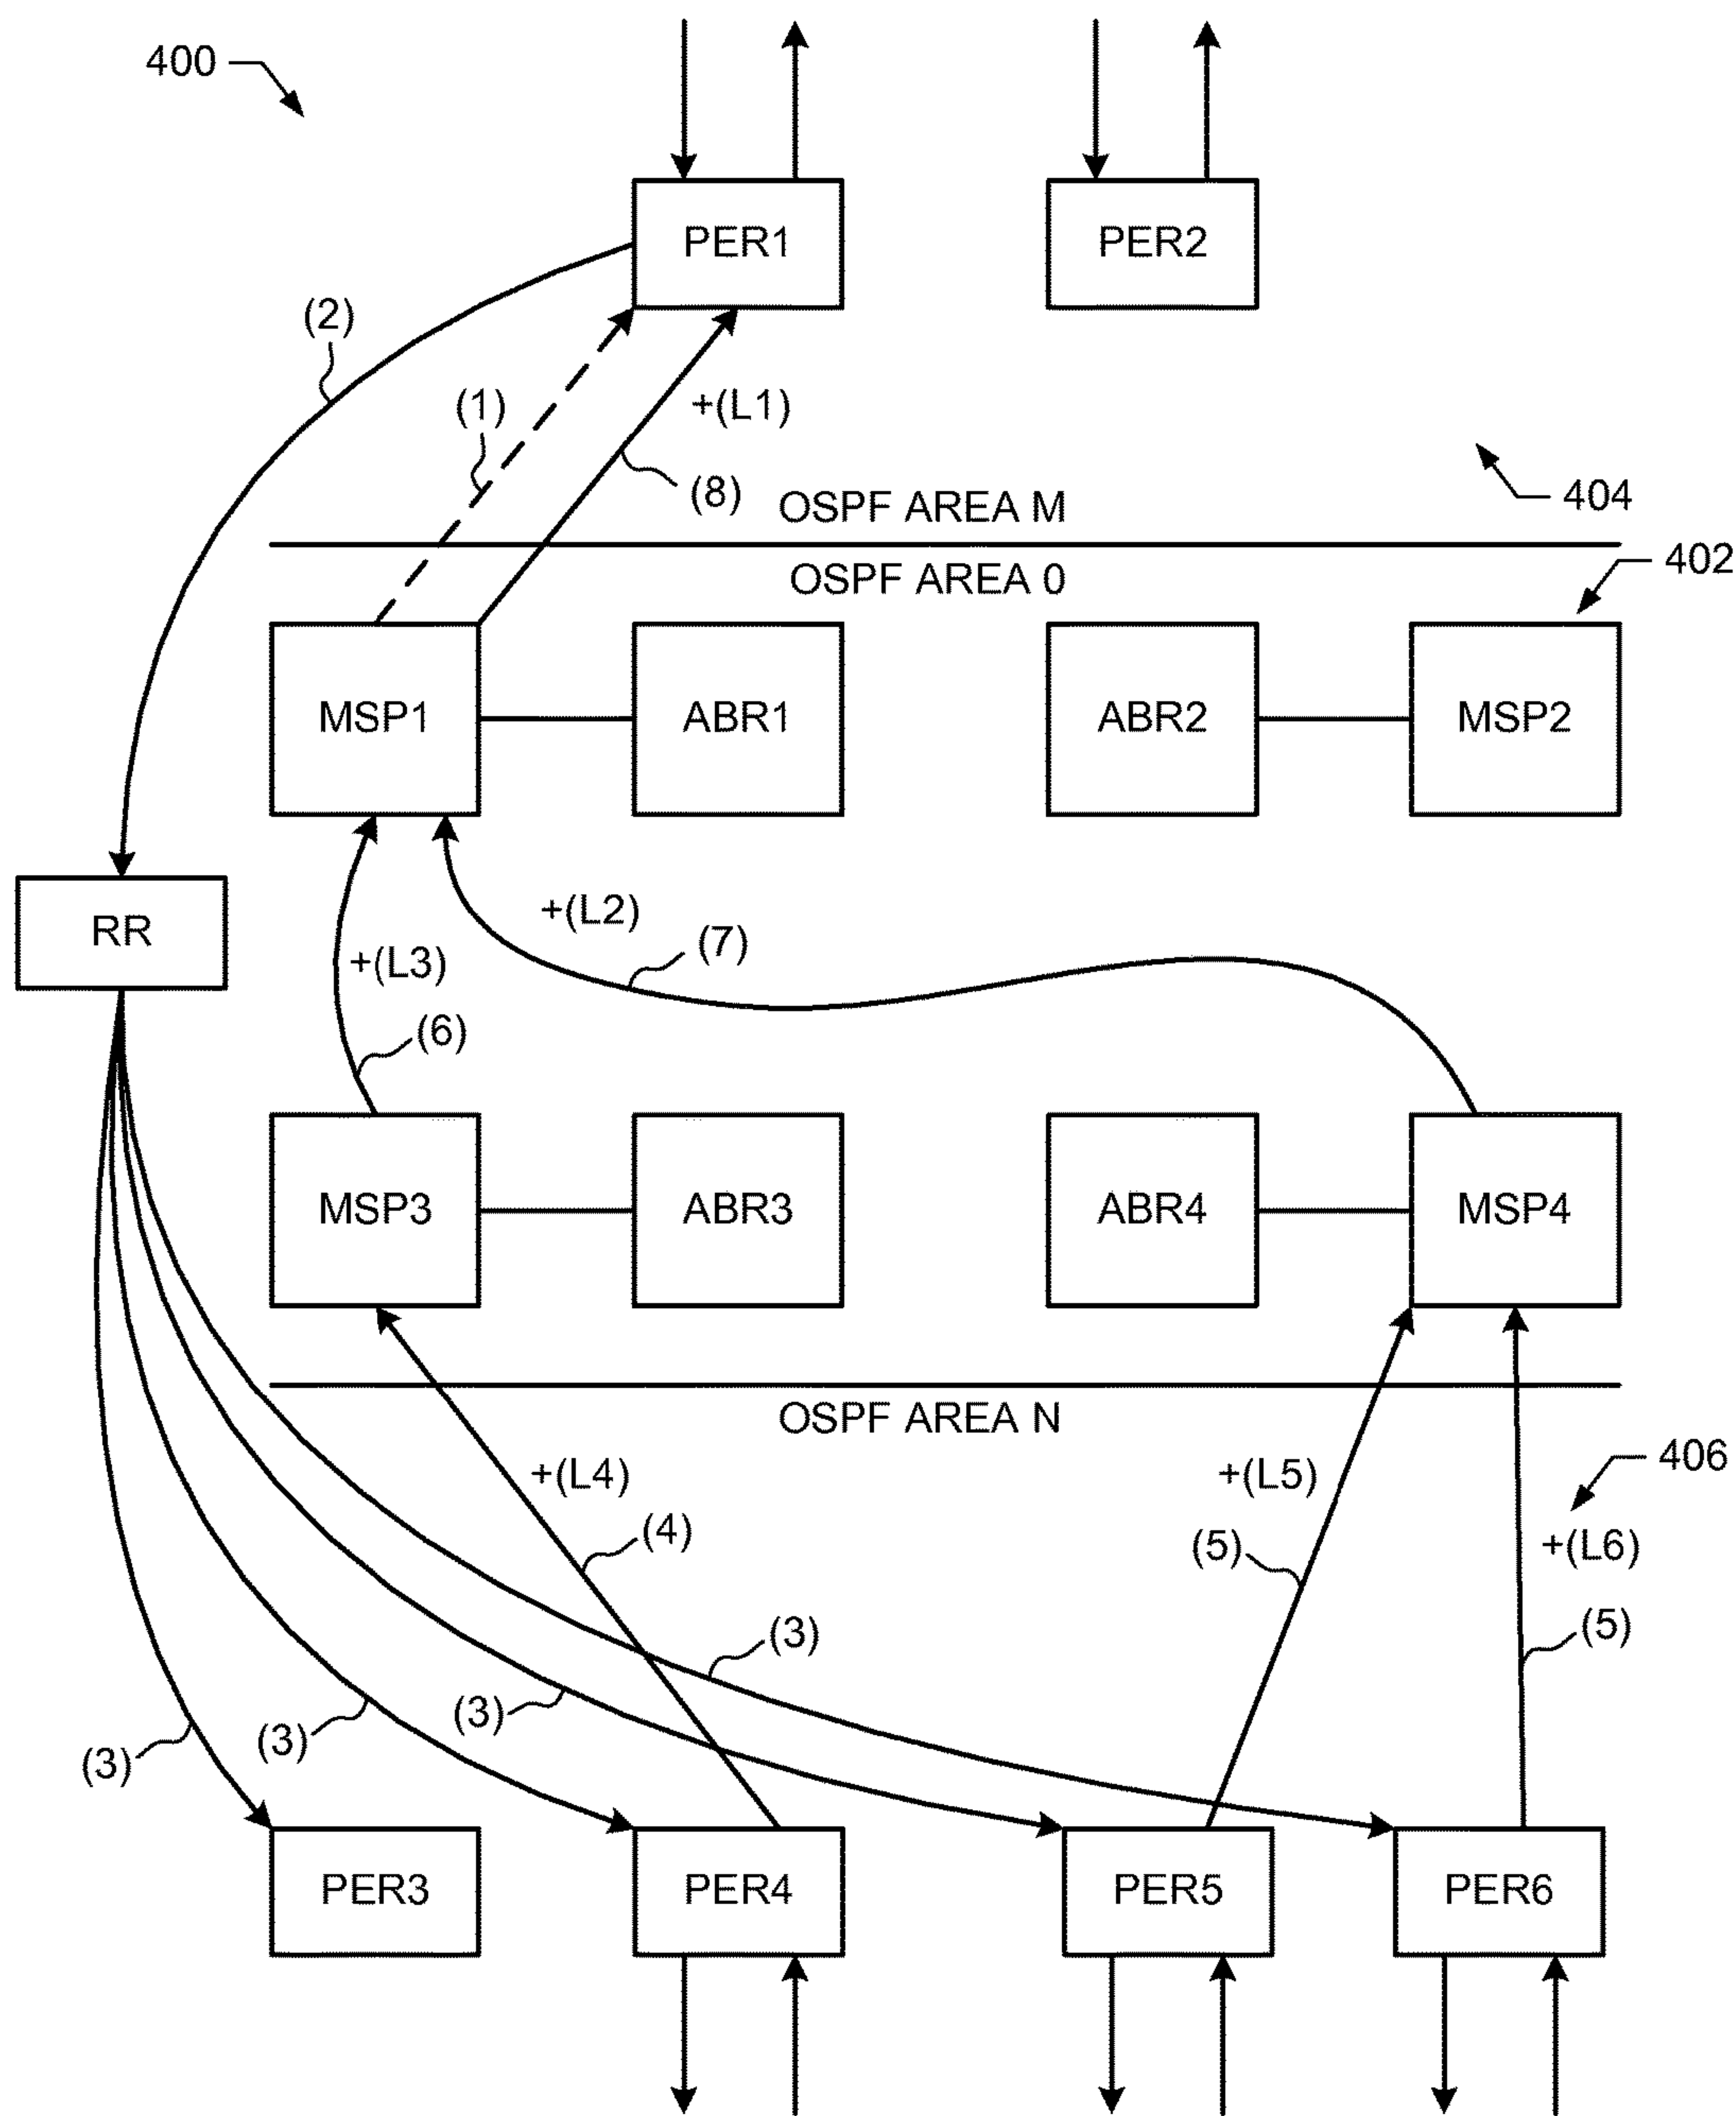 400
PER1
PER2
(2)
(1)
+(L1)
(8)
404
OSPF AREA M
OSPF AREA 0
402
MSP1
ABR1
ABR2
MSP2
RR
+(L2)
(7)
+(L3)
(6)
MSP3
ABR3
ABR4
MSP4
OSPF AREA N
406
+(L4)
+(L5)
(4)
(5)
+(L6)
(3)
(5)
(3)
(3)
(3)
PER3
PER4
PER5
PER6